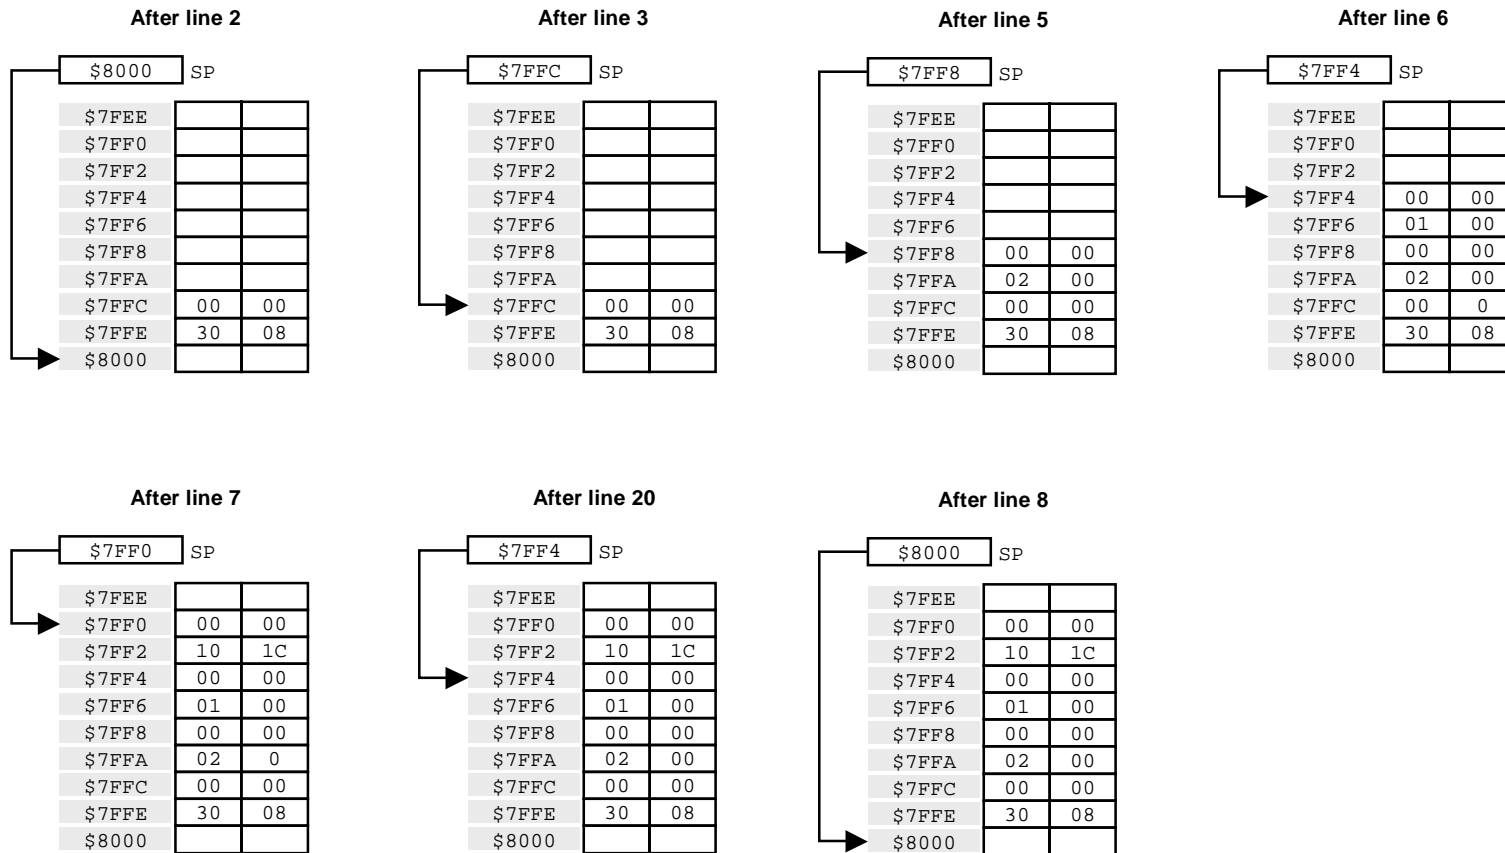 After line 2
$8000 SP
$7FEE
$7FF0
$7FF2
$7FF4
$7FF6
$7FF8
$7FFA
$7FFC 00 00
$7FFE 30 08
$8000
After line 3
$7FFC SP
$7FEE
$7FF0
$7FF2
$7FF4
$7FF6
$7FF8
$7FFA
$7FFC 00 00
$7FFE 30 08
$8000
After line 5
$7FF8 SP
$7FEE
$7FF0
$7FF2
$7FF4
$7FF6
$7FF8 00 00
$7FFA 02 00
$7FFC 00 00
$7FFE 30 08
$8000
After line 6
$7FF4 SP
$7FEE
$7FF0
$7FF2
$7FF4 00 00
$7FF6 01 00
$7FF8 00 00
$7FFA 02 00
$7FFC 00 0
$7FFE 30 08
$8000
After line 7
$7FF0 SP
$7FEE
$7FF0 00 00
$7FF2 10 1C
$7FF4 00 00
$7FF6 01 00
$7FF8 00 00
$7FFA 02 0
$7FFC 00 00
$7FFE 30 08
$8000
After line 20
$7FF4 SP
$7FEE
$7FF0 00 00
$7FF2 10 1C
$7FF4 00 00
$7FF6 01 00
$7FF8 00 00
$7FFA 02 00
$7FFC 00 00
$7FFE 30 08
$8000
After line 8
$8000 SP
$7FEE
$7FF0 00 00
$7FF2 10 1C
$7FF4 00 00
$7FF6 01 00
$7FF8 00 00
$7FFA 02 00
$7FFC 00 00
$7FFE 30 08
$8000